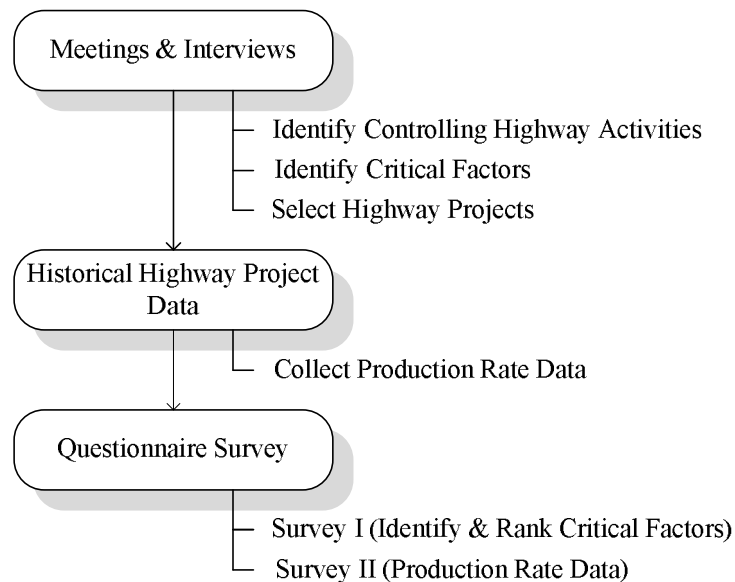 Meetings & Interviews
Identify Controlling Highway Activities
Identify Critical Factors
Select Highway Projects
Historical Highway Project
Data
Collect Production Rate Data
Questionnaire Survey
Survey I (Identify & Rank Critical Factors)
Survey II (Production Rate Data)